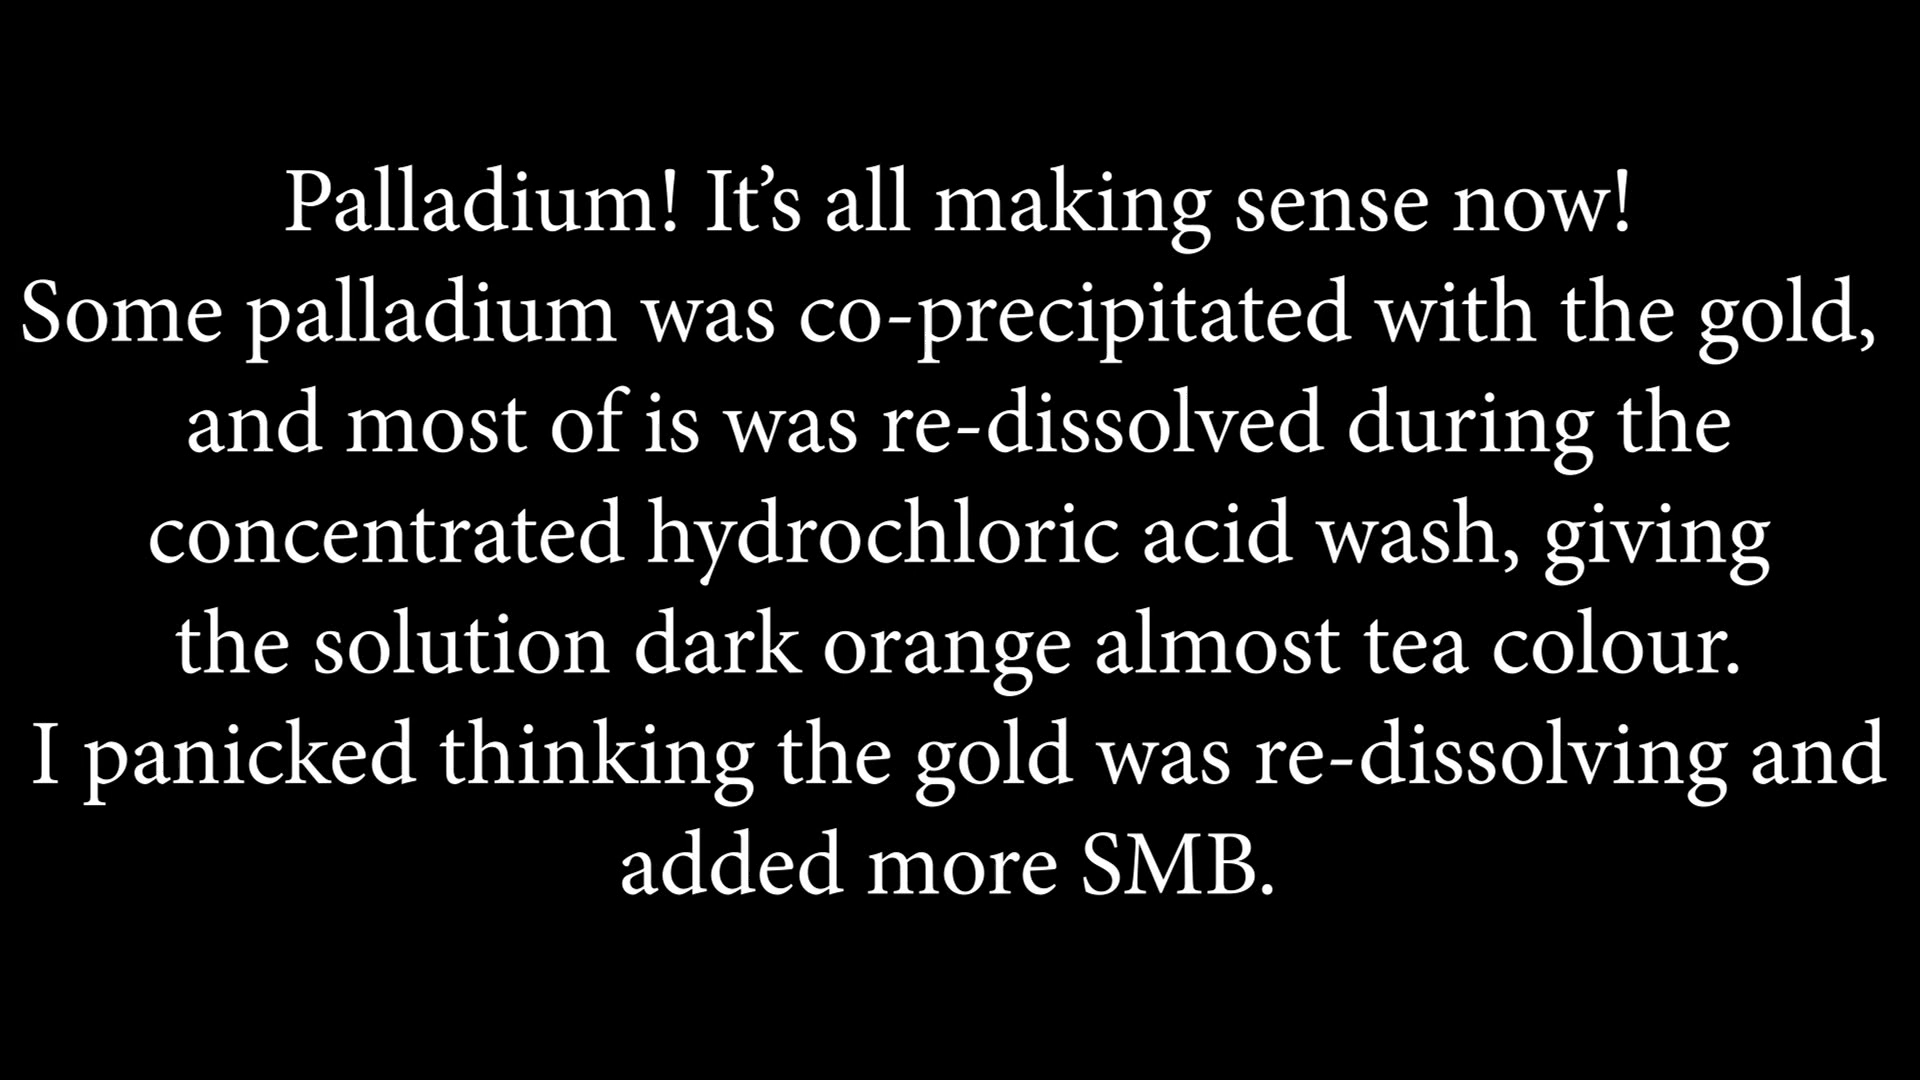 Palladium! It’s all making sense now!
Some palladium was co-precipitated with the gold,
and most of is was re-dissolved during the
concentrated hydrochloric acid wash, giving
the solution dark orange almost tea colour.
I panicked thinking the gold was re-dissolving and
added more SMB.